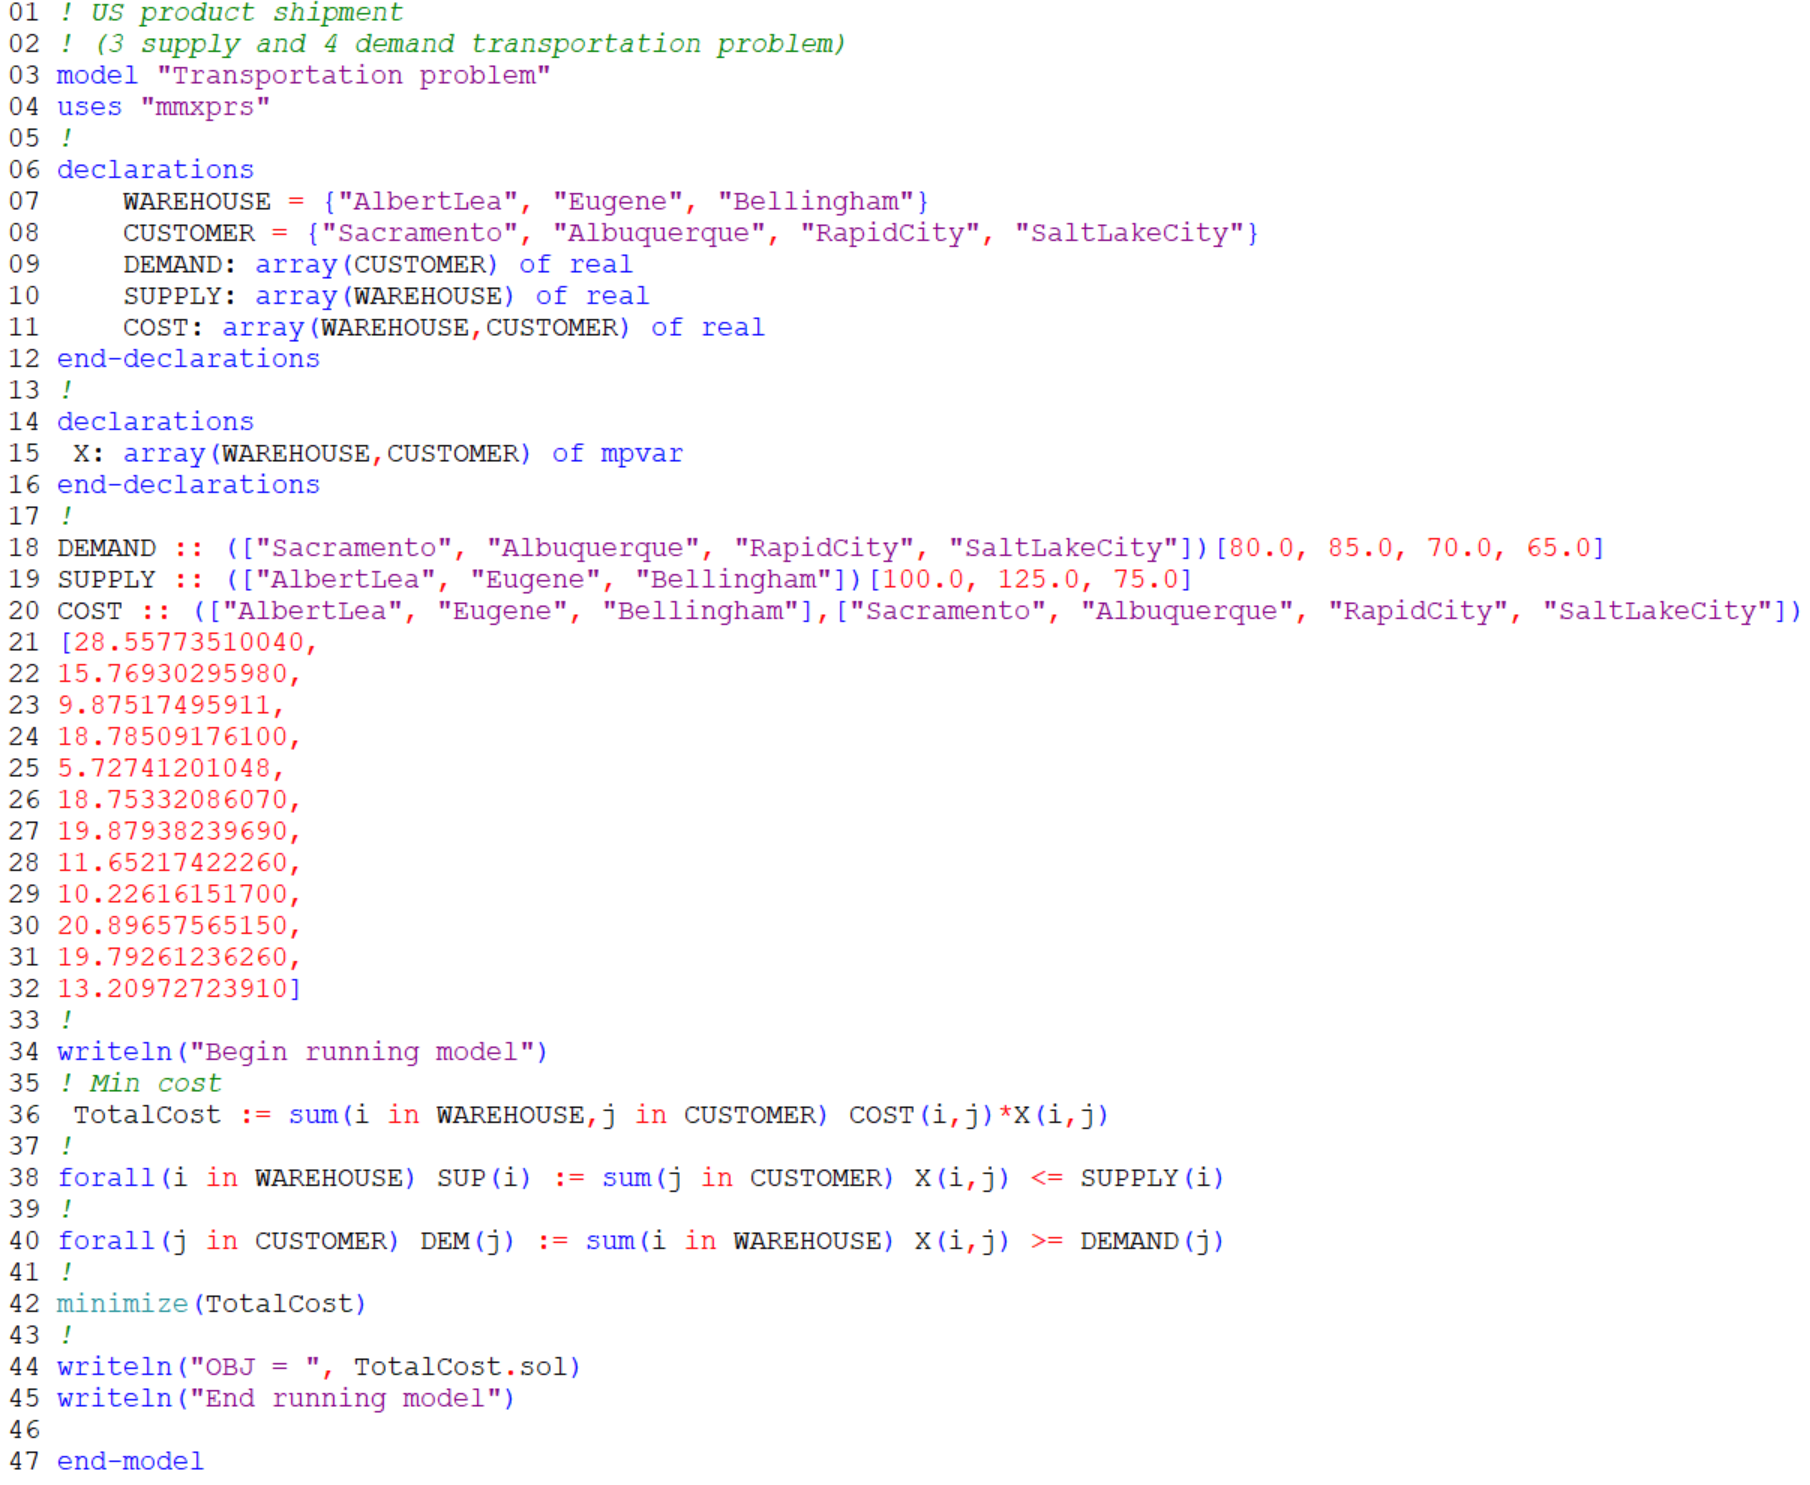 01 ! US product shipment
02 ! (3 supply and 4 demand transportation problem)
03 model "Transportation problem"
04 uses "mmxprs"
05 !
06 declarations
07     WAREHOUSE = {"AlbertLea", "Eugene", "Bellingham"}
08     CUSTOMER = {"Sacramento", "Albuquerque", "RapidCity", "SaltLakeCity"}
09     DEMAND: array(CUSTOMER) of real
10     SUPPLY: array(WAREHOUSE) of real
11     COST: array(WAREHOUSE,CUSTOMER) of real
12 end-declarations
13 !
14 declarations
15  X: array(WAREHOUSE,CUSTOMER) of mpvar
16 end-declarations
17 !
18 DEMAND :: (["Sacramento", "Albuquerque", "RapidCity", "SaltLakeCity"])[80.0, 85.0, 70.0, 65.0]
19 SUPPLY :: (["AlbertLea", "Eugene", "Bellingham"])[100.0, 125.0, 75.0]
20 COST :: (["AlbertLea", "Eugene", "Bellingham"],["Sacramento", "Albuquerque", "RapidCity", "SaltLakeCity"])
21 [28.55773510040,
22 15.76930295980,
23 9.87517495911,
24 18.78509176100,
25 5.72741201048,
26 18.75332086070,
27 19.87938239690,
28 11.65217422260,
29 10.22616151700,
30 20.89657565150,
31 19.79261236260,
32 13.20972723910]
33 !
34 writeln("Begin running model")
35 ! Min cost
36  TotalCost := sum(i in WAREHOUSE,j in CUSTOMER) COST(i,j)*X(i,j)
37 !
38 forall(i in WAREHOUSE) SUP(i) := sum(j in CUSTOMER) X(i,j) <= SUPPLY(i)
39 !
40 forall(j in CUSTOMER) DEM(j) := sum(i in WAREHOUSE) X(i,j) >= DEMAND(j)
41 !
42 minimize(TotalCost)
43 !
44 writeln("OBJ = ", TotalCost.sol)
45 writeln("End running model")
46
47 end-model